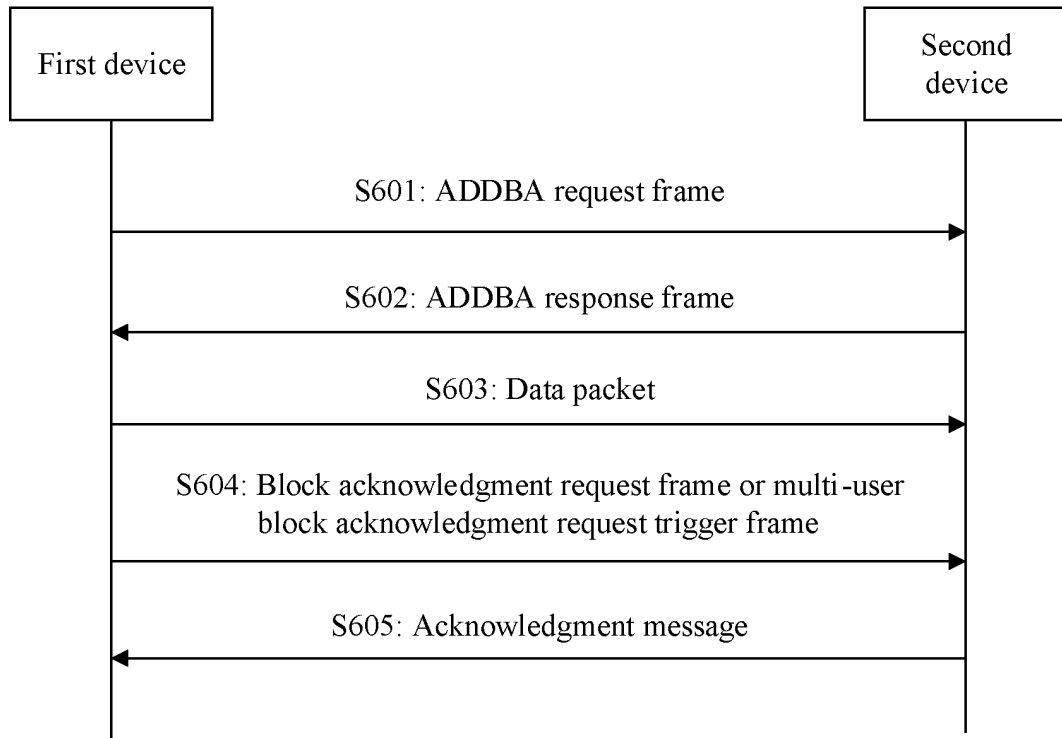 First device
Second
device
S601: ADDBA request frame
S602: ADDBA response frame
S603: Data packet
S604: Block acknowledgment request frame or multi-user
block acknowledgment request trigger frame
S605: Acknowledgment message